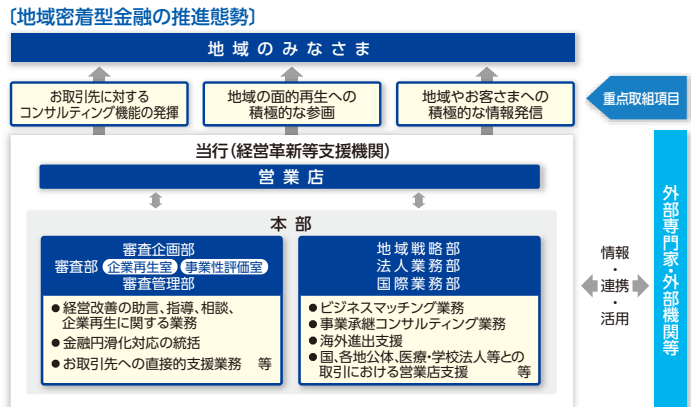 〔地域密着型金融の推進態勢〕
地域のみなさま
お取引先に対する
コンサルティング機能の発揮
地域の面的再生への
積極的な参画
地域やお客さまへの
積極的な情報発信
重点取組項目
当行（経営革新等支援機関）
営業店
本部
審査企画部
審査部 企業再生室 事業性評価室
審査管理部
●経営改善の助言、指導、相談、
企業再生に関する業務
●金融円滑化対応の統括
●お取引先への直接的支援業務 等
地域戦略部
法人業務部
国際業務部
●ビジネスマッチング業務
●事業承継コンサルティング業務
●海外進出支援
●国、各地公体、医療・学校法人等との
取引における営業店支援 等
情報
・
連携
・
活用
外部専門家・外部機関等